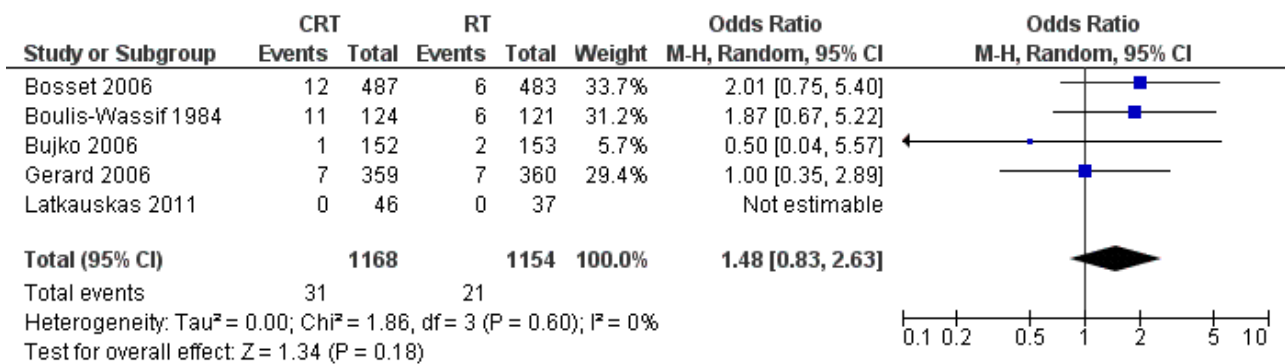 CRT RT Odds Ratio Odds Ratio
Study or Subgroup Events Total Events Total Weight M-H, Random, 95% CI M-H, Random, 95% CI
Bosset 2006 12 487 6 483 33.7% 2.01 [0.75, 5.40]
Boulis-Wassif 1984 11 124 6 121 31.2% 1.87 [0.67, 5.22]
Bujko 2006 1 152 2 153 5.7% 0.50 [0.04, 5.57]
Gerard 2006 7 359 7 360 29.4% 1.00 [0.35, 2.89]
Latkauskas 2011 0 46 0 37 Not estimable
Total (95% CI) 1168 1154 100.0% 1.48 [0.83, 2.63]
Total events 31 21
Heterogeneity: Tau² = 0.00; Chi² = 1.86, df = 3 (P = 0.60); I² = 0%
Test for overall effect: Z = 1.34 (P = 0.18)
0.1 0.2 0.5 1 2 5 10